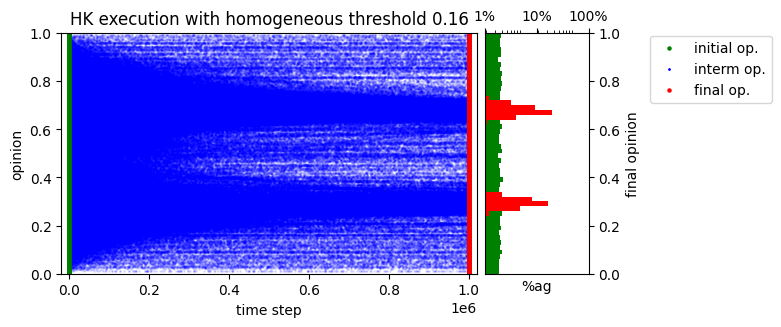 HK execution with homogeneous threshold 0.16
1% 10% 100%
initial op.
interm op.
final op.
1.0
0.8
0.6
0.4
0.2
0.0
opinion
0.0 0.2 0.4 0.6 0.8 1.0
1e6
time step
%ag
1.0
0.8
0.6
0.4
0.2
0.0
final opinion